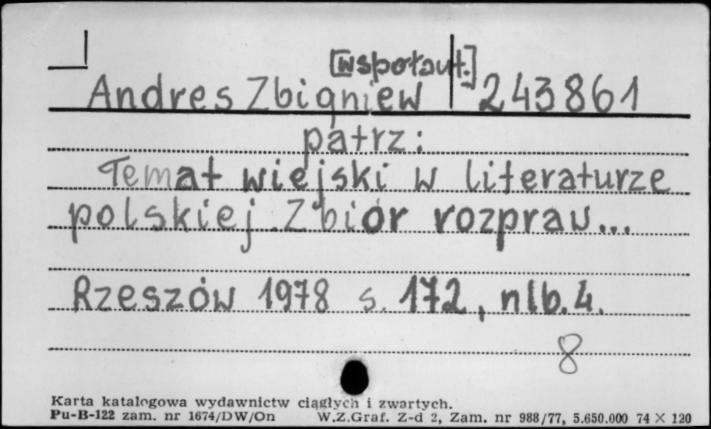 [współaut.]
Andres Zbigniew 243861
patrz:
Temat wiejski w literaturze
polskiej. Zbiór rozpraw...
Rzeszów 1978 s. 172, nlb. 4.
8
Karta katalogowa wydawnictw ciągłych i zwartych.
Pu-B-122 zam. nr 1674/DW/On W.Z.Graf. Z-d 2, Zam. nr 988/77, 5.650.000 74 X 120